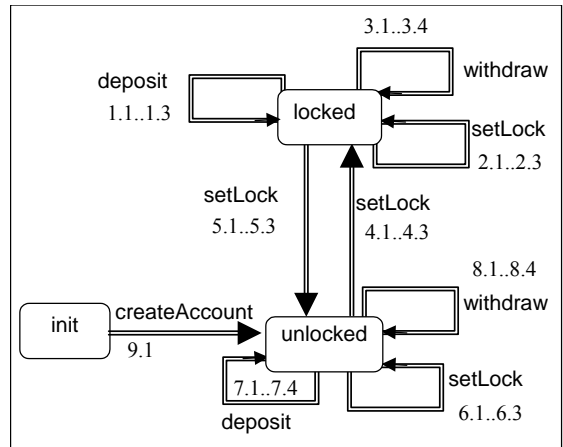 3.1..3.4
withdraw
deposit
1.1..1.3
locked
setLock
2.1..2.3
setLock
5.1..5.3
setLock
4.1..4.3
8.1..8.4
withdraw
createAccount
init
unlocked
9.1
7.1..7.4
deposit
setLock
6.1..6.3